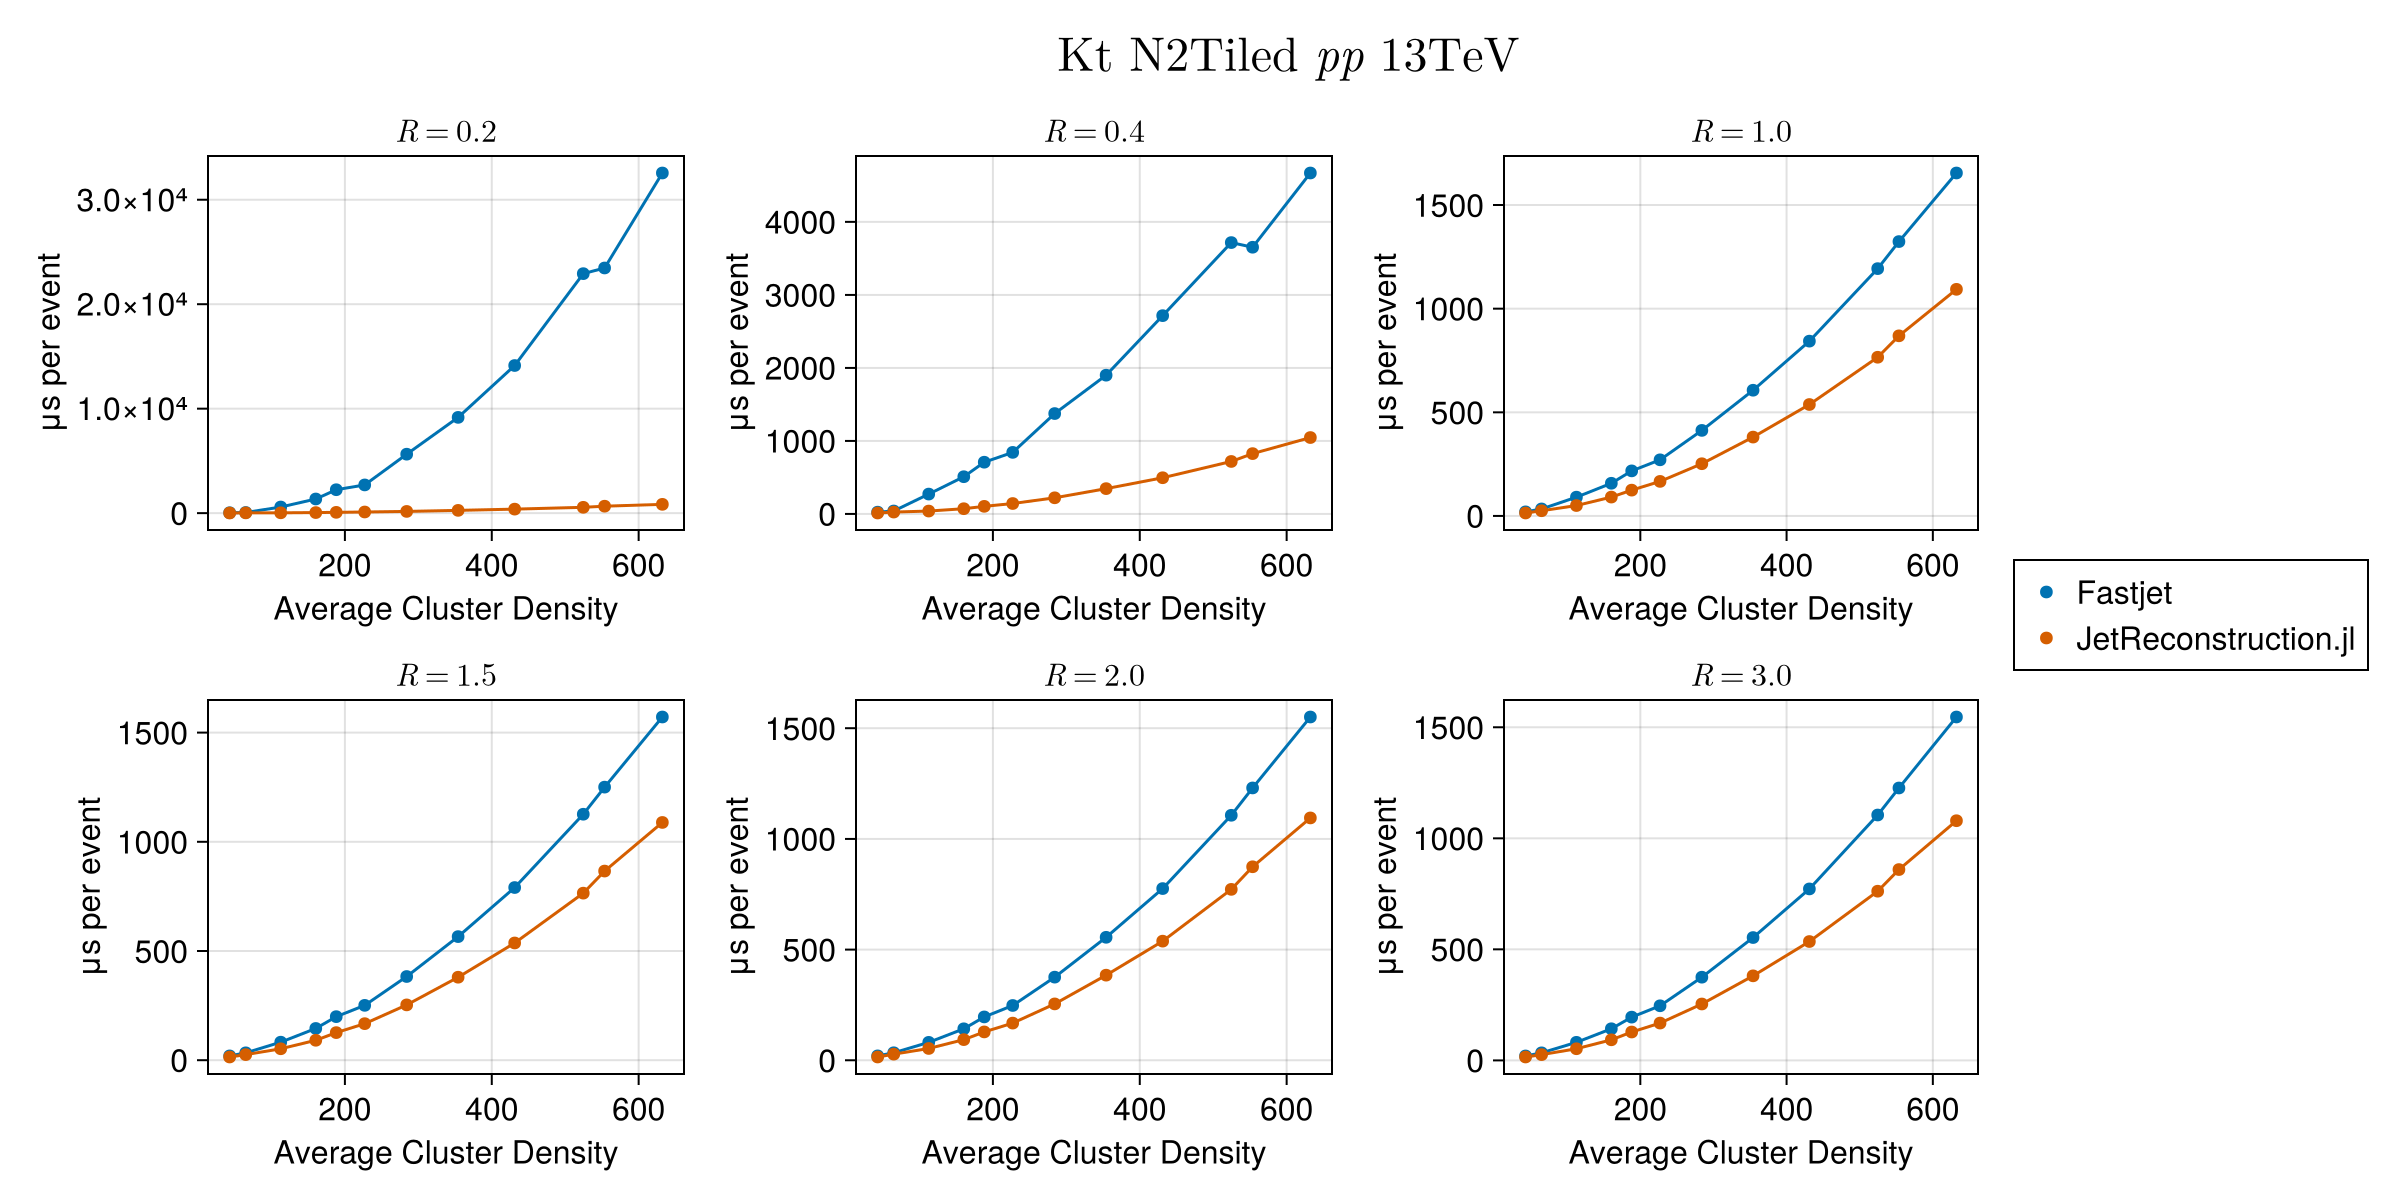 Kt N2Tiled pp 13TeV
R = 0.2
3.0×10⁴
2.0×10⁴
1.0×10⁴
0
µs per event
200 400 600
Average Cluster Density
R = 0.4
4000
3000
2000
1000
0
µs per event
200 400 600
Average Cluster Density
R = 1.0
1500
1000
500
0
µs per event
200 400 600
Average Cluster Density
Fastjet
JetReconstruction.jl
R = 1.5
1500
1000
500
0
µs per event
200 400 600
Average Cluster Density
R = 2.0
1500
1000
500
0
µs per event
200 400 600
Average Cluster Density
R = 3.0
1500
1000
500
0
µs per event
200 400 600
Average Cluster Density